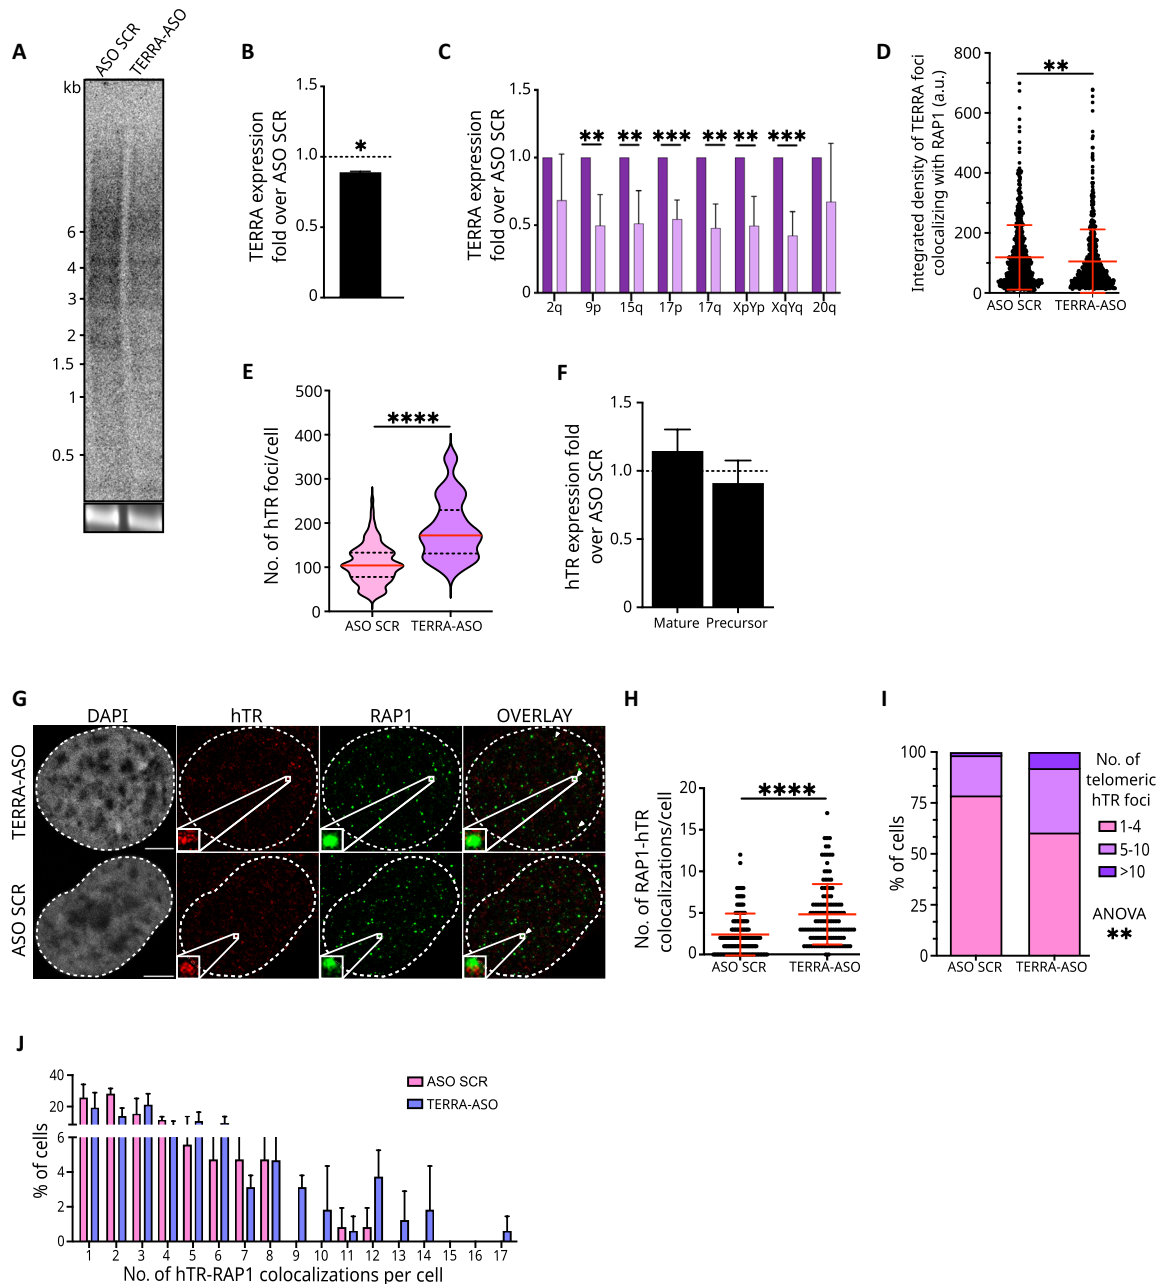 A
ASO SCR
TERRA-ASO
kb
6
4
3
2
1.5
1
0.5
B
TERRA expression
fold over ASO SCR
1.5
1.0
0.5
0
*
C
TERRA expression
fold over ASO SCR
1.5
1.0
0.5
0
** ** *** ** ** ***
2q 9p 15q 17p 17q XpYp XqYq 20q
D
Integrated density of TERRA foci
colocalizing with RAP1 (a.u.)
800
600
400
200
0
**
ASO SCR TERRA-ASO
E
No. of hTR foci/cell
500
400
300
200
100
0
****
ASO SCR TERRA-ASO
F
hTR expression fold
over ASO SCR
1.5
1.0
0.5
0
Mature Precursor
G
DAPI hTR RAP1 OVERLAY
TERRA-ASO
ASO SCR
H
No. of RAP1-hTR
colocalizations/cell
20
15
10
5
0
****
ASO SCR TERRA-ASO
I
% of cells
100
75
50
25
0
ASO SCR TERRA-ASO
No. of
telomeric
hTR foci
1-4
5-10
>10
ANOVA
**
J
% of cells
40
20
6
4
2
0
ASO SCR
TERRA-ASO
1 2 3 4 5 6 7 8 9 10 11 12 13 14 15 16 17
No. of hTR-RAP1 colocalizations per cell